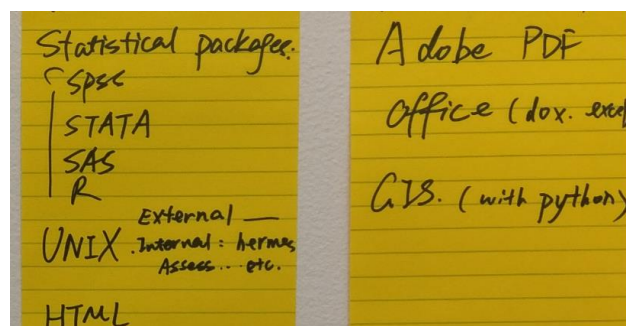 Statistical packages:
SPSS
STATA
SAS
R
UNIX External —
Internal: hermes
Assess... etc.
HTML
Adobe PDF
Office (dox. excel
GIS. (with python)